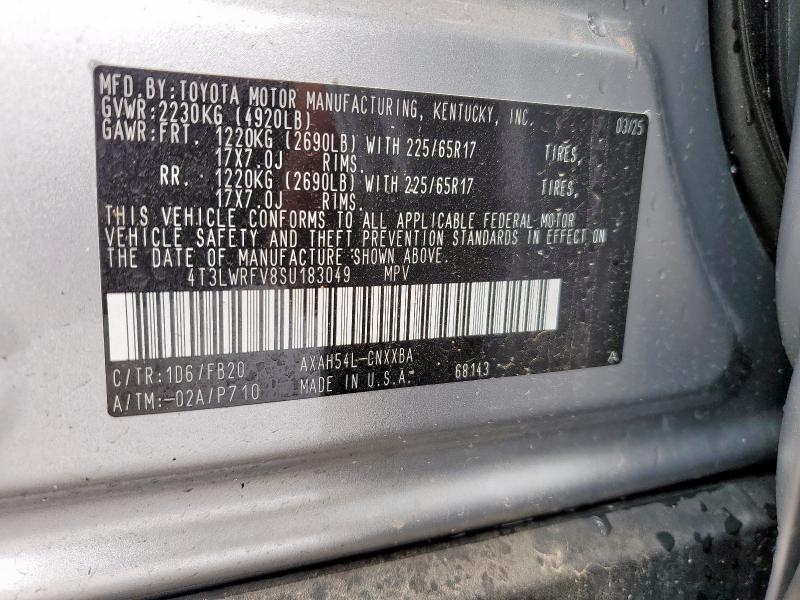 MFD. BY: TOYOTA MOTOR MANUFACTURING, KENTUCKY, INC. 03/25
GVWR: 2230KG (4920LB)
GAWR: FRT. 1220KG (2690LB) WITH 225/65R17 TIRES,
17X7.0J RIMS.
RR. 1220KG (2690LB) WITH 225/65R17 TIRES,
17X7.0J RIMS.
THIS VEHICLE CONFORMS TO ALL APPLICABLE FEDERAL MOTOR
VEHICLE SAFETY AND THEFT PREVENTION STANDARDS IN EFFECT ON
THE DATE OF MANUFACTURE SHOWN ABOVE.
4T3LWRFV8SU183049 MPV
C/TR: 1D6/FB20 AXAH54L-CNXXBA
A/TM: -02A/P710 MADE IN U.S.A. 68143 A